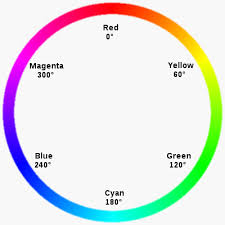 Red
0°
Magenta
300°
Yellow
60°
Blue
240°
Green
120°
Cyan
180°